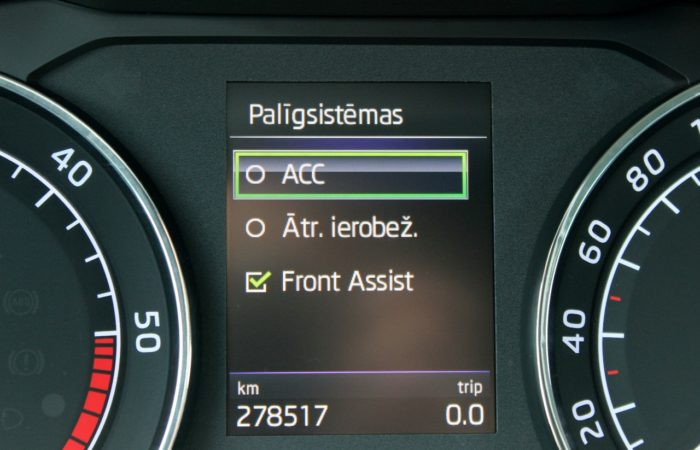 Palīgsistēmas
ACC
Ātr. ierobež.
Front Assist
km trip
278517 0.0
40
50
80
60
40
20